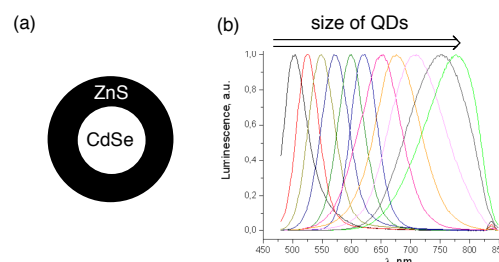 (a)
ZnS
CdSe
(b)
size of QDs
Luminescence, a.u.
1,0
0,8
0,6
0,4
0,2
0,0
450 500 550 600 650 700 750 800
λ, nm